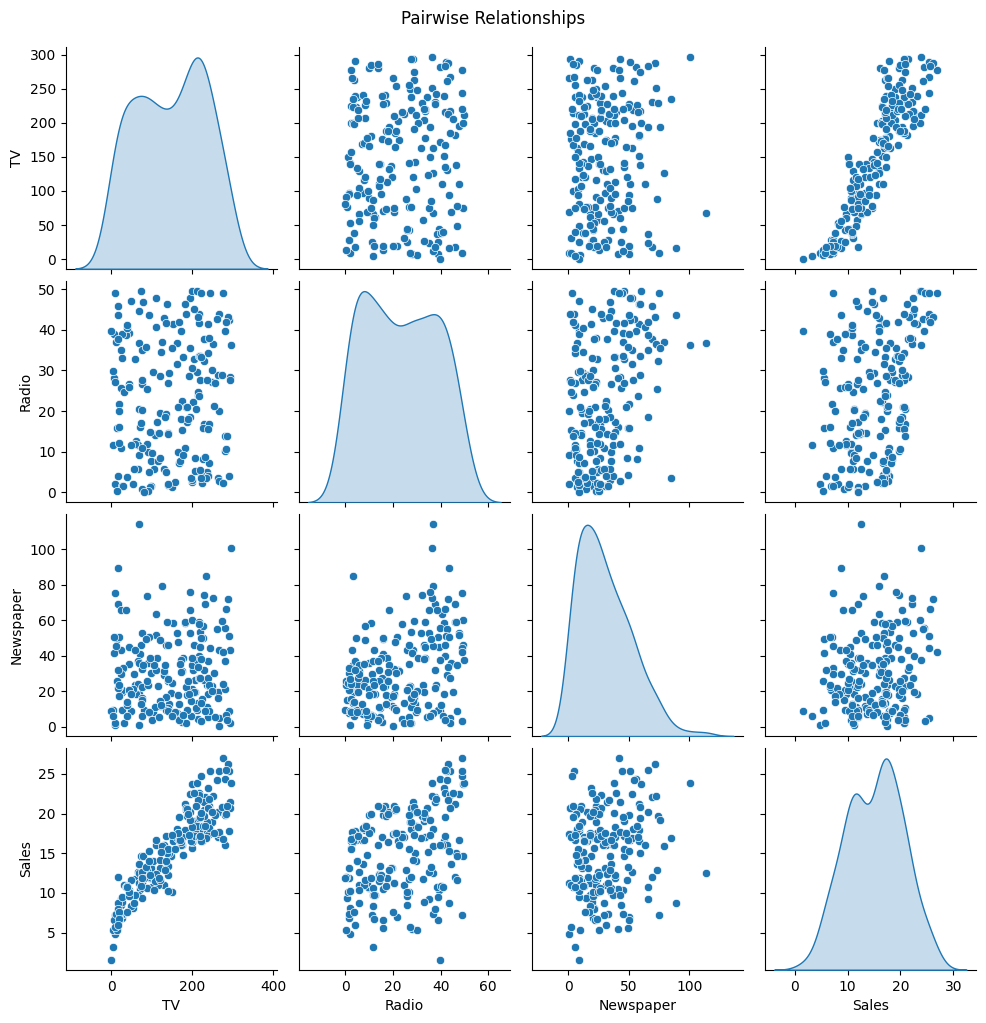 Pairwise Relationships
300
250
200
150
100
50
0
TV
50
40
30
20
10
0
Radio
100
80
60
40
20
0
Newspaper
25
20
15
10
5
Sales
0 200 400
0 20 40 60
0 50 100
0 10 20 30
TV Radio Newspaper Sales